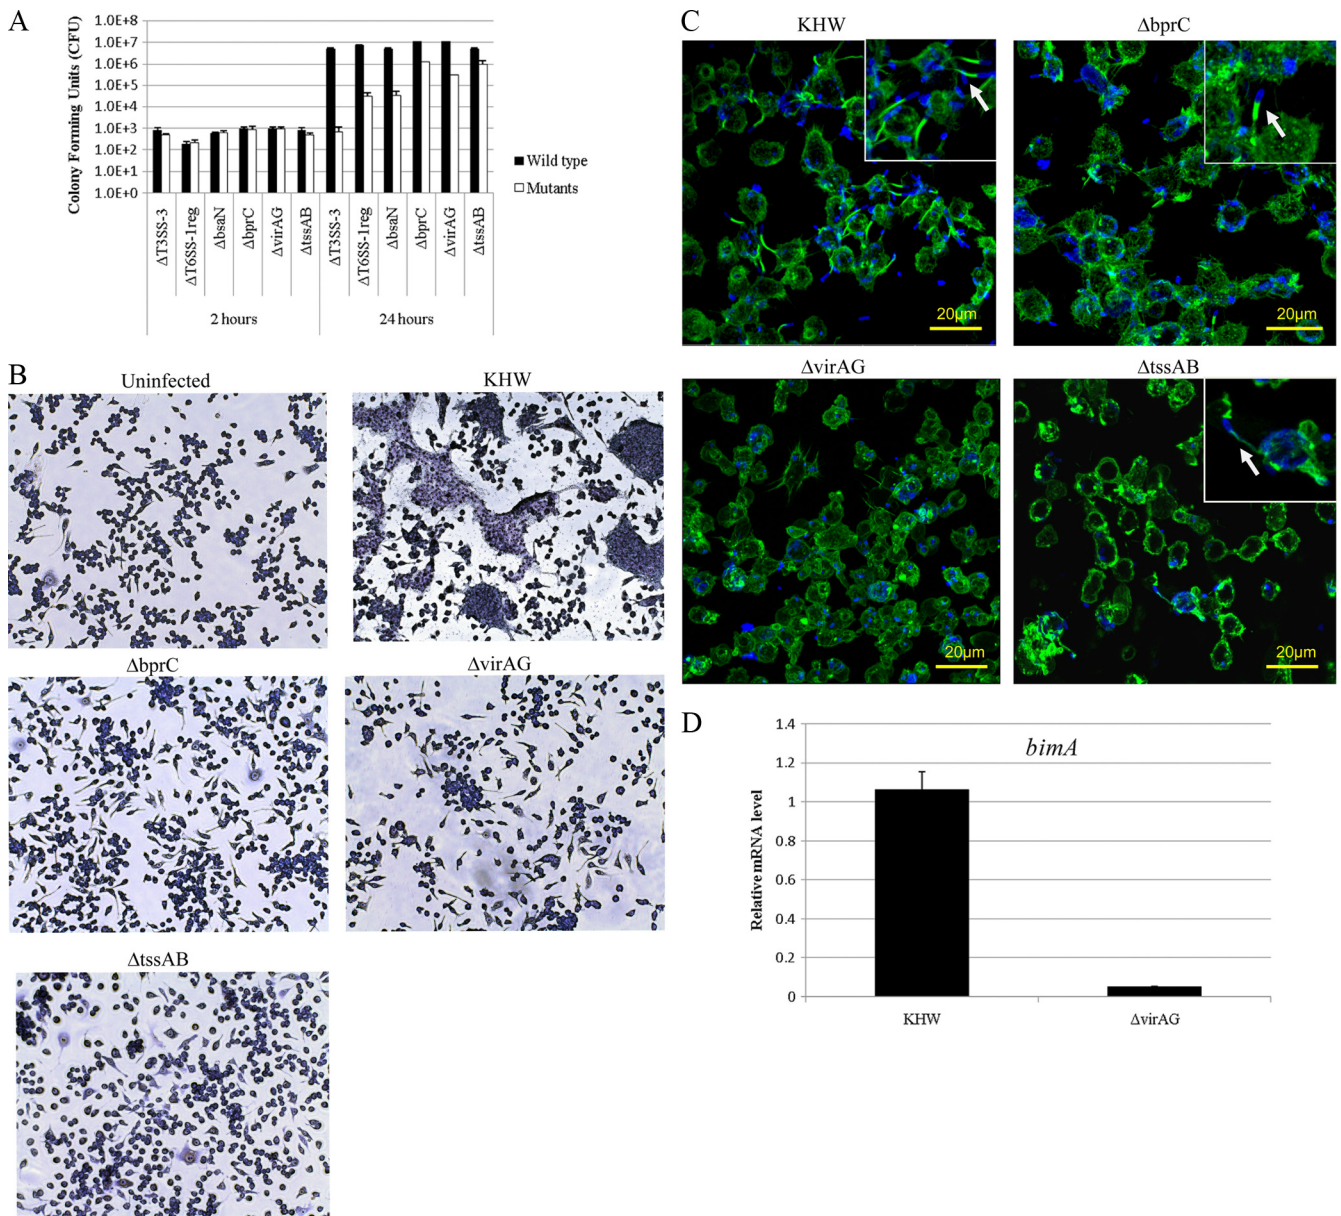 A
Colony Forming Units (CFU)
1.0E+8
1.0E+7
1.0E+6
1.0E+5
1.0E+4
1.0E+3
1.0E+2
1.0E+1
1.0E+0
ΔT3SS-3
ΔT6SS-1reg
ΔbsaN
ΔbprC
ΔvirAG
ΔtssAB
ΔT3SS-3
ΔT6SS-1reg
ΔbsaN
ΔbprC
ΔvirAG
ΔtssAB
2 hours
24 hours
Wild type
Mutants
B
Uninfected
KHW
ΔbprC
ΔvirAG
ΔtssAB
C
KHW
ΔbprC
20µm
20µm
ΔvirAG
ΔtssAB
20µm
20µm
D
bimA
Relative mRNA level
1.4
1.2
1
0.8
0.6
0.4
0.2
0
KHW
ΔvirAG